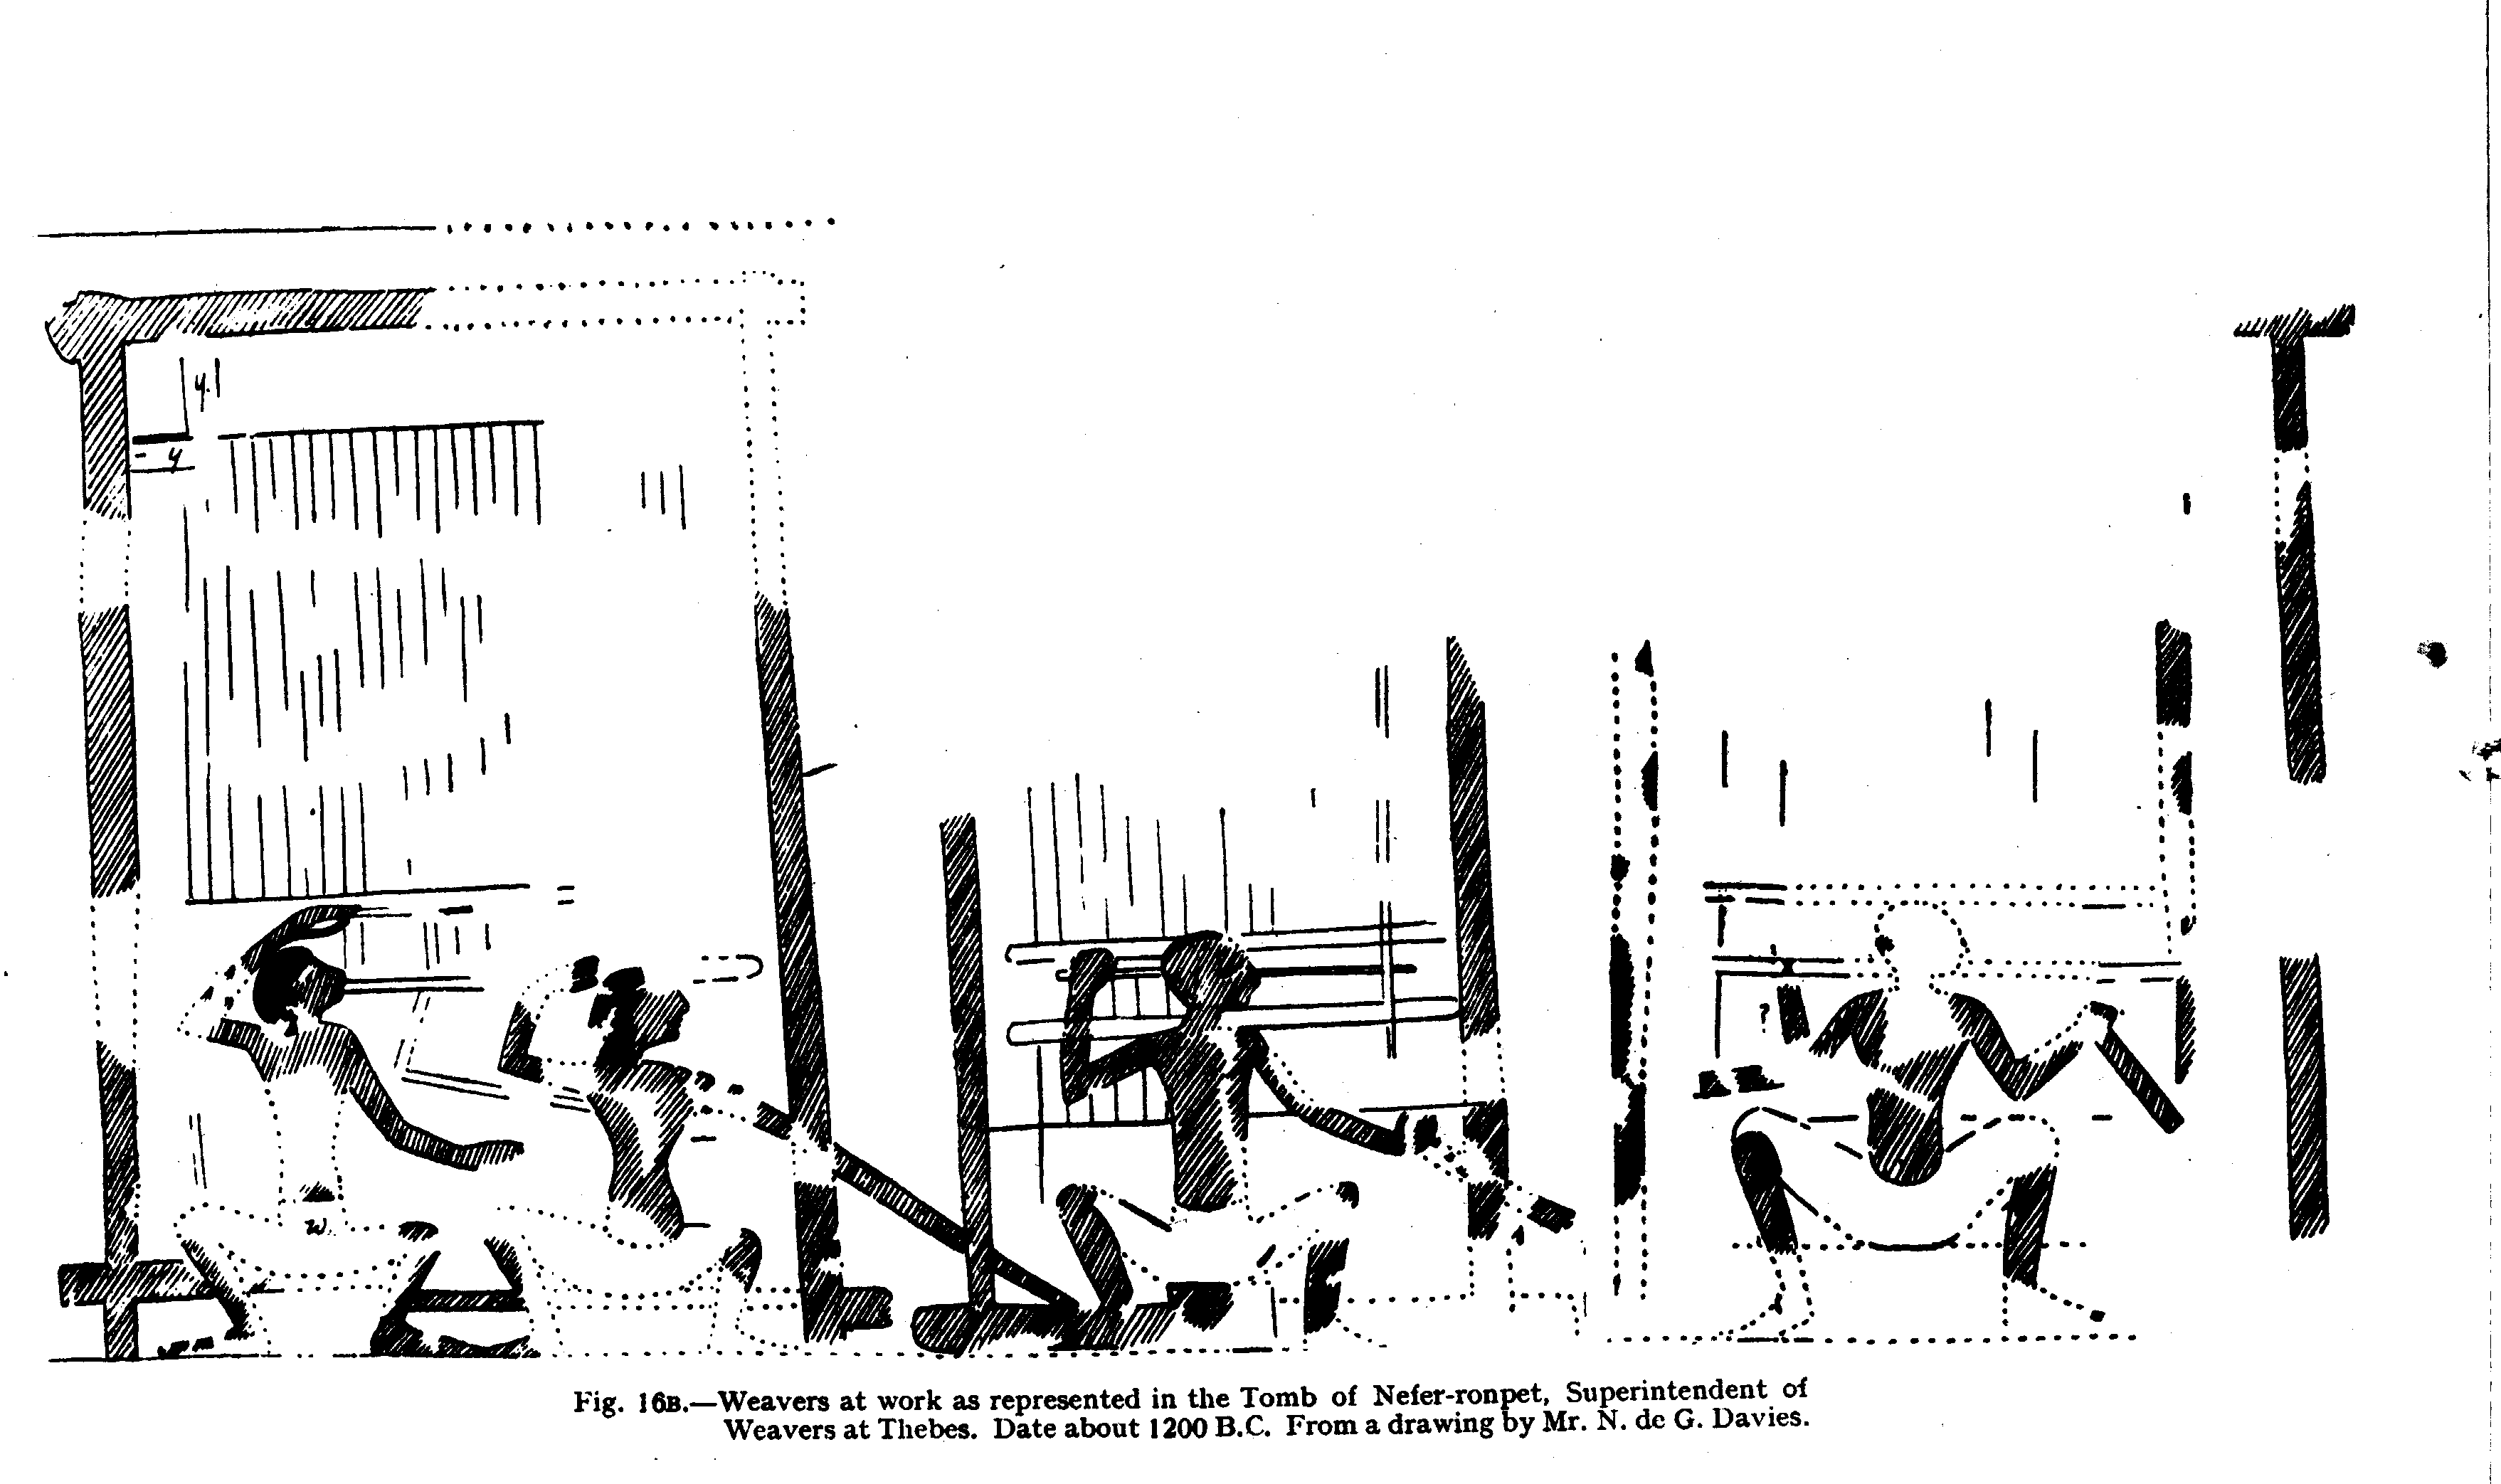 y.
y
?
w.
Fig. 16B.—Weavers at work as represented in the Tomb of Nefer-ronpet, Superintendent of
Weavers at Thebes. Date about 1200 B.C. From a drawing by Mr. N. de G. Davies.